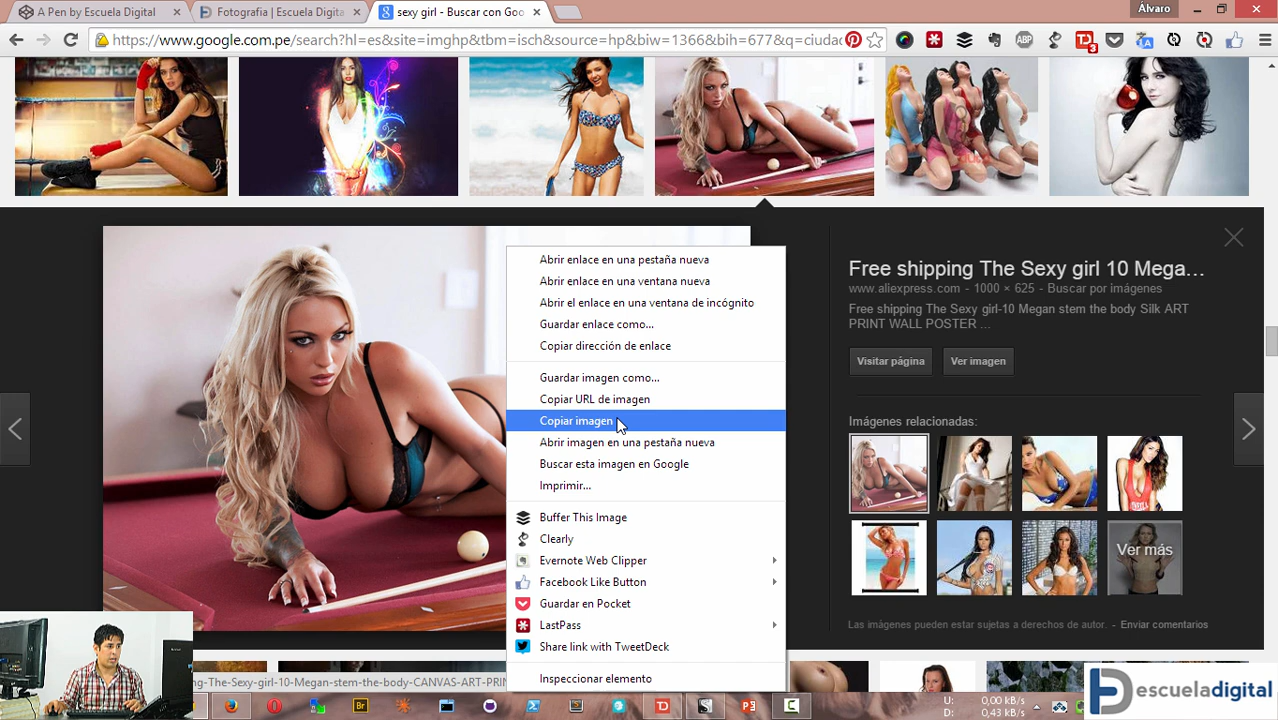 A Pen by Escuela Digital
Fotografia | Escuela Digita
sexy girl - Buscar con Goo
Álvaro
https://www.google.com.pe/search?hl=es&site=imghp&tbm=isch&source=hp&biw=1366&bih=677&q=ciudad
ABP
3
Abrir enlace en una pestaña nueva
Abrir enlace en una ventana nueva
Abrir el enlace en una ventana de incógnito
Guardar enlace como...
Copiar dirección de enlace
Guardar imagen como...
Copiar URL de imagen
Copiar imagen
Abrir imagen en una pestaña nueva
Buscar esta imagen en Google
Imprimir...
Buffer This Image
Clearly
Evernote Web Clipper
Facebook Like Button
Guardar en Pocket
LastPass
Share link with TweetDeck
Inspeccionar elemento
Free shipping The Sexy girl 10 Mega...
www.aliexpress.com - 1000 × 625 - Buscar por imágenes
Free shipping The Sexy girl-10 Megan stem the body Silk ART
PRINT WALL POSTER ...
Visitar página
Ver imagen
Imágenes relacionadas:
Ver más
Las imágenes pueden estar sujetas a derechos de autor. - Enviar comentarios
ng-The-Sexy-girl-10-Megan-stem-the-body-CANVAS-ART-PRIN
Br
U: 0,00 kB/s
D: 0,43 kB/s
escueladigital